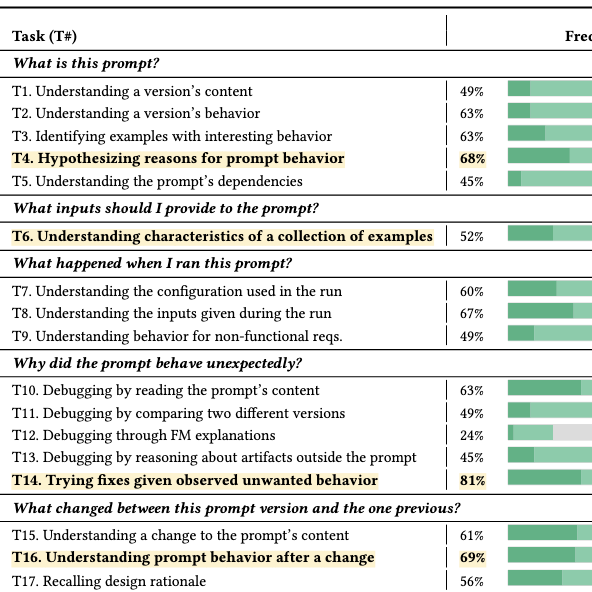 Task (T#) Freq
What is this prompt?
T1. Understanding a version's content 49%
T2. Understanding a version's behavior 63%
T3. Identifying examples with interesting behavior 63%
T4. Hypothesizing reasons for prompt behavior 68%
T5. Understanding the prompt's dependencies 45%
What inputs should I provide to the prompt?
T6. Understanding characteristics of a collection of examples 52%
What happened when I ran this prompt?
T7. Understanding the configuration used in the run 60%
T8. Understanding the inputs given during the run 67%
T9. Understanding behavior for non-functional reqs. 49%
Why did the prompt behave unexpectedly?
T10. Debugging by reading the prompt's content 63%
T11. Debugging by comparing two different versions 49%
T12. Debugging through FM explanations 24%
T13. Debugging by reasoning about artifacts outside the prompt 45%
T14. Trying fixes given observed unwanted behavior 81%
What changed between this prompt version and the one previous?
T15. Understanding a change to the prompt's content 61%
T16. Understanding prompt behavior after a change 69%
T17. Recalling design rationale 56%